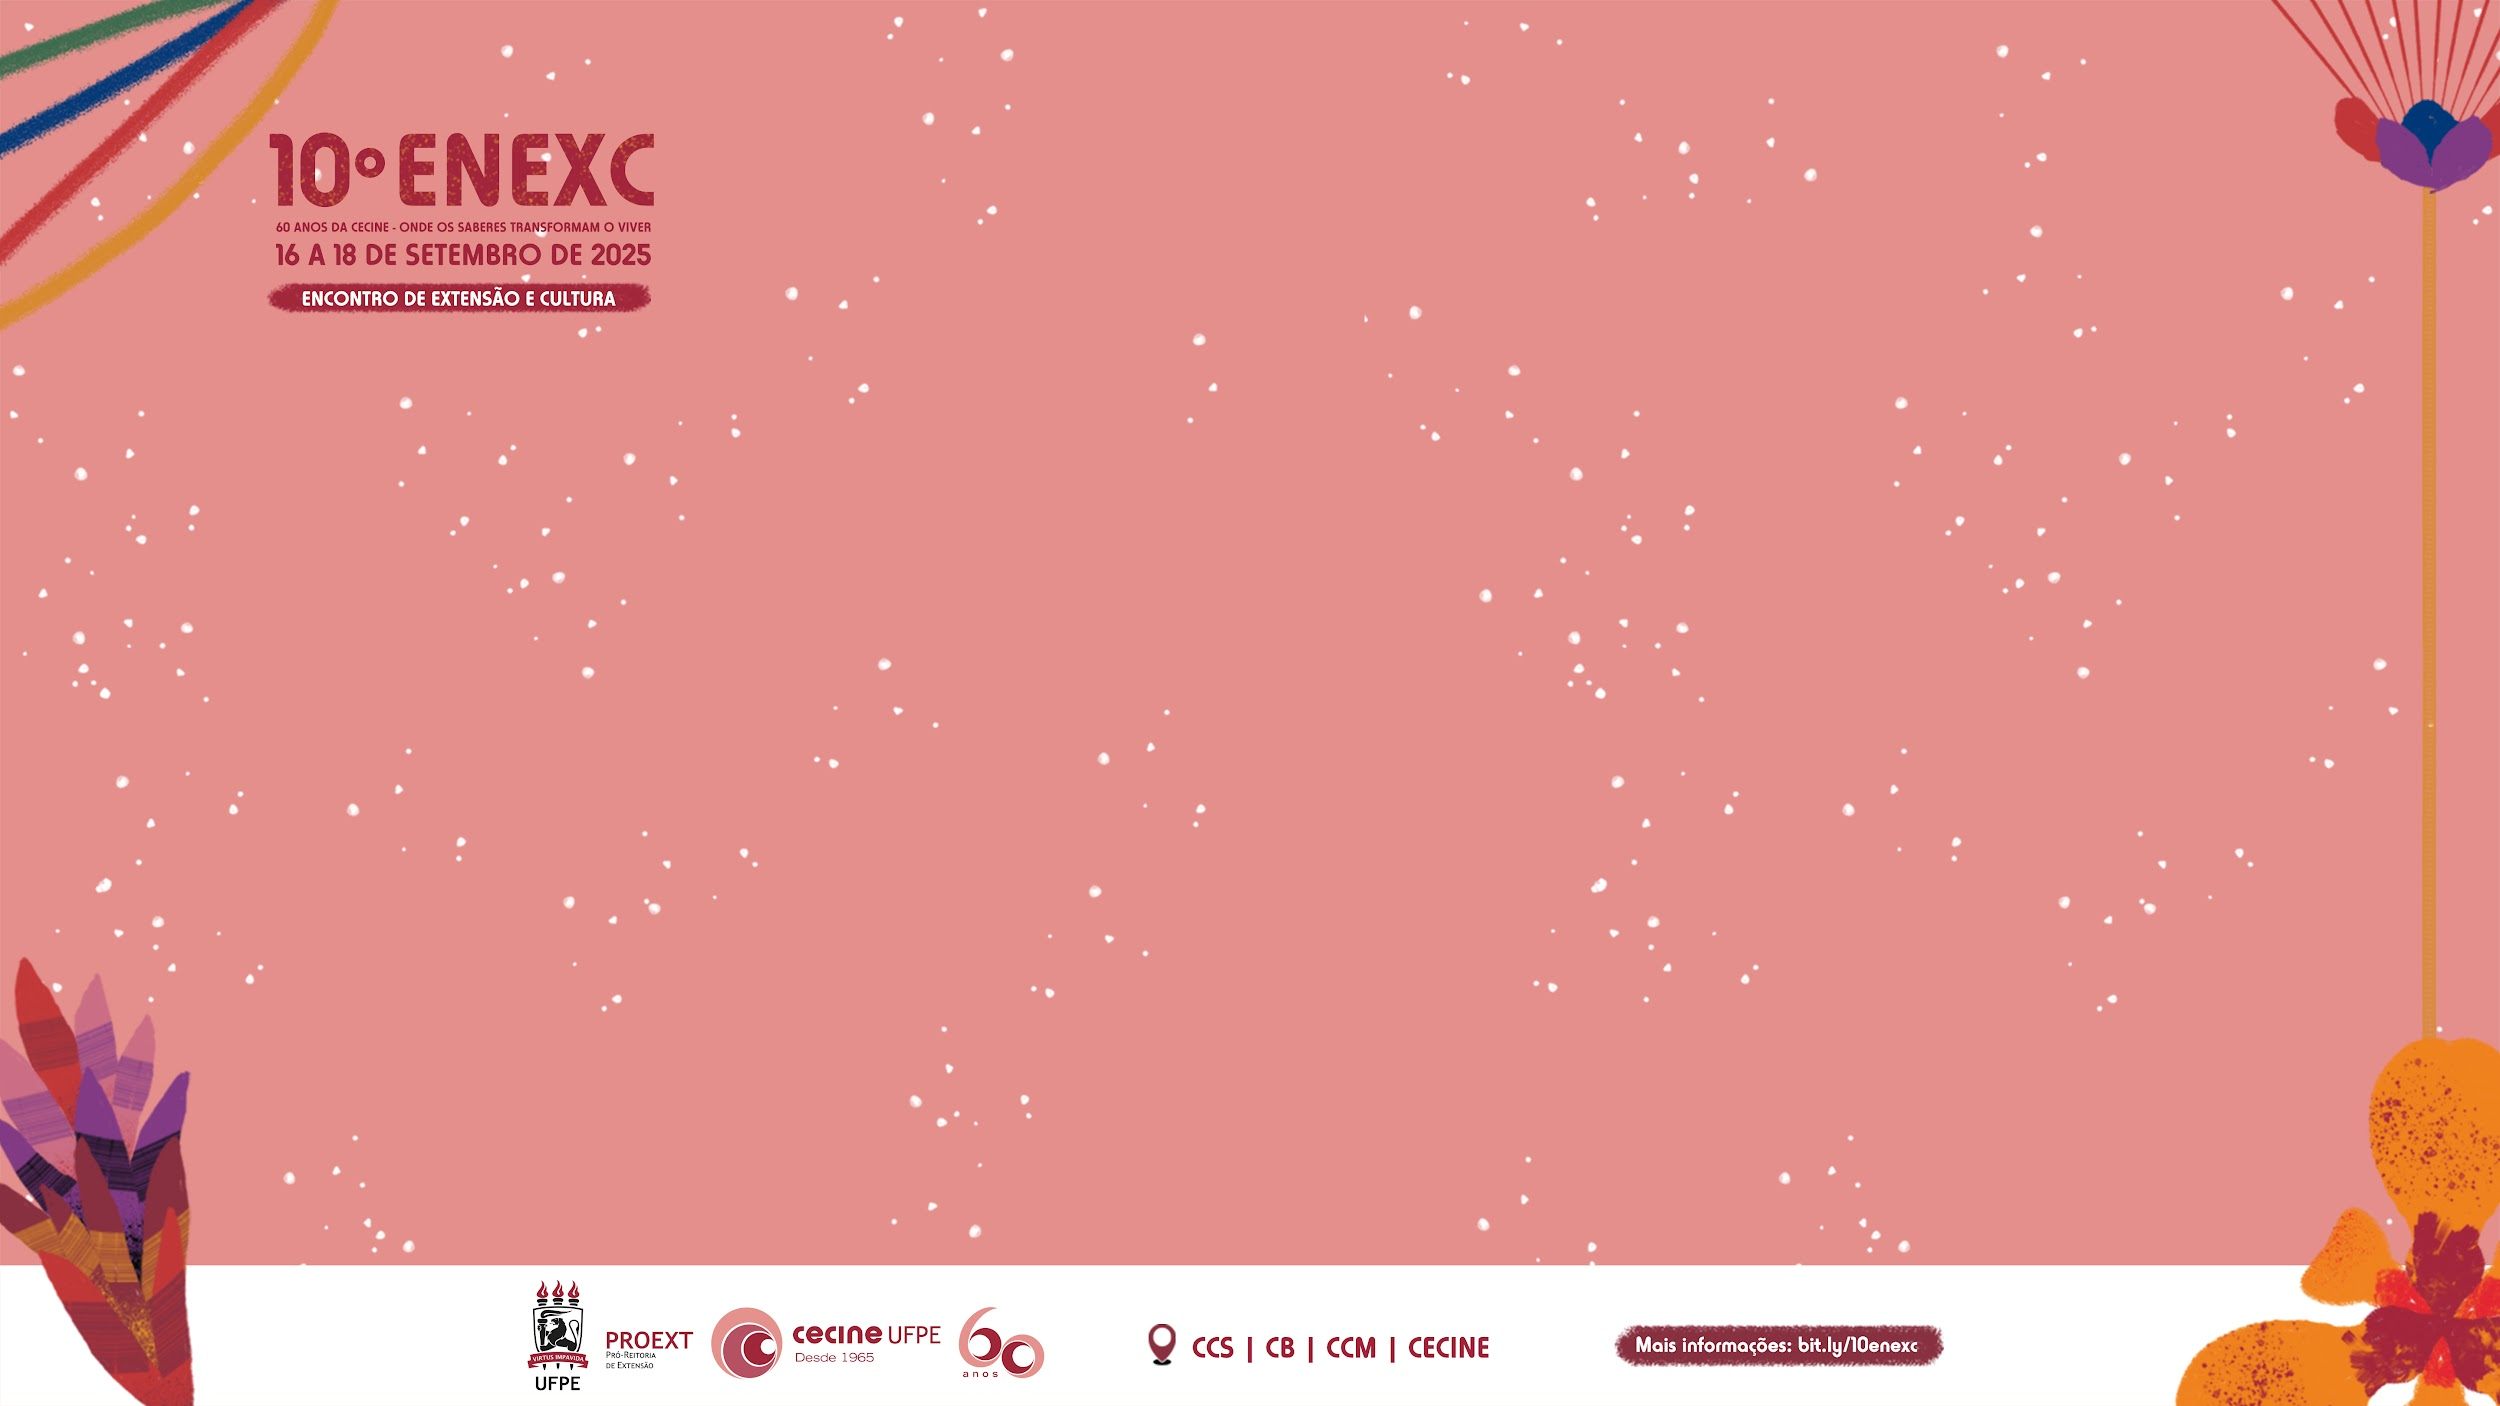 10º ENEXC
60 ANOS DA CECINE - ONDE OS SABERES TRANSFORMAM O VIVER
16 A 18 DE SETEMBRO DE 2025
ENCONTRO DE EXTENSÃO E CULTURA
VIRTUS IMPAVIDA
UFPE
PROEXT
PRÓ-REITORIA
DE EXTENSÃO
cecine UFPE
Desde 1965
60
anos
CCS | CB | CCM | CECINE
Mais informações: bit.ly/10enexc